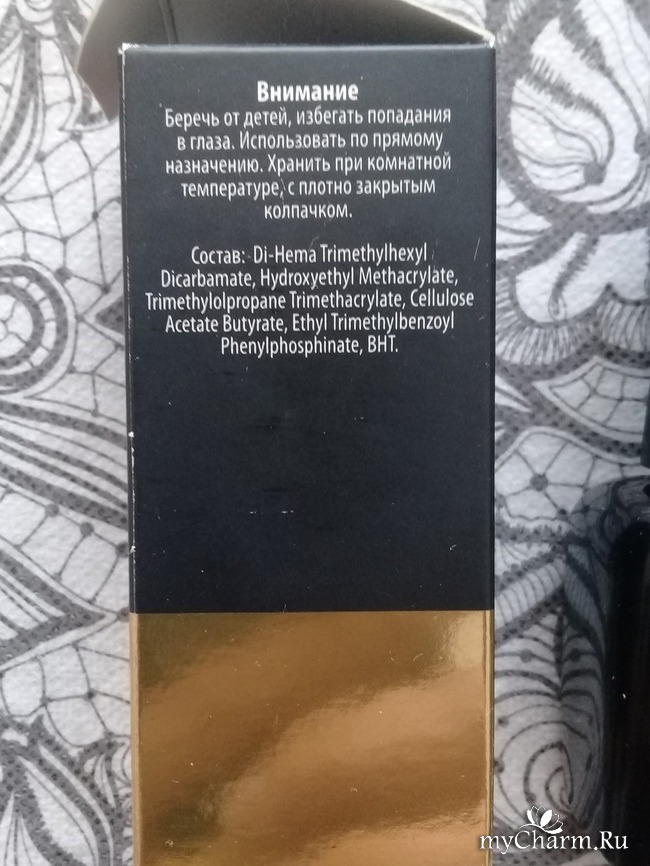 Внимание
Беречь от детей, избегать попадания
в глаза. Использовать по прямому
назначению. Хранить при комнатной
температуре, с плотно закрытым
колпачком.
Состав: Di-Hema Trimethylhexyl
Dicarbamate, Hydroxyethyl Methacrylate,
Trimethylolpropane Trimethacrylate, Cellulose
Acetate Butyrate, Ethyl Trimethylbenzoyl
Phenylphosphinate, BHT.
myCharm.Ru